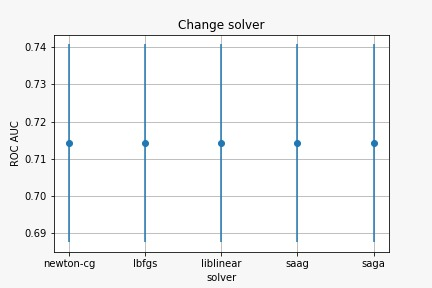 Change solver
0.74
0.73
0.72
0.71
0.70
0.69
ROC AUC
newton-cg lbfgs liblinear saag saga
solver